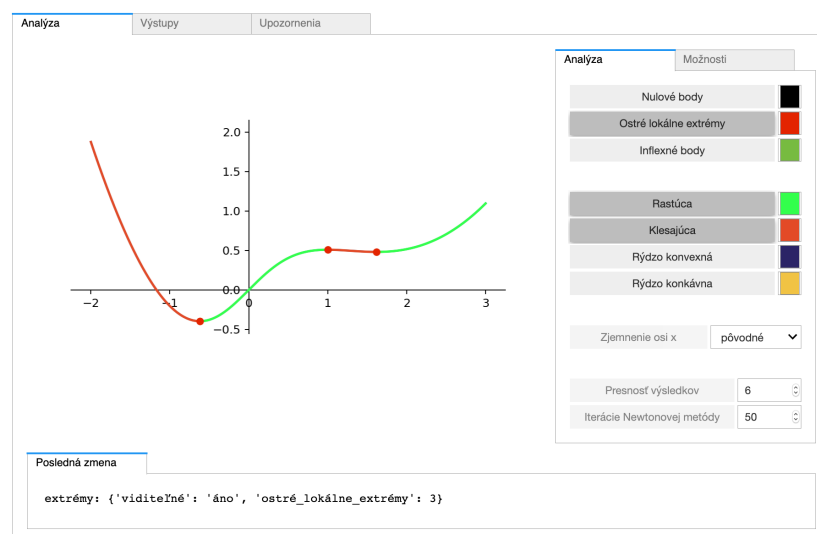 Analýza
Výstupy
Upozornenia
Analýza
Možnosti
Nulové body
Ostré lokálne extrémy
Inflexné body
Rastúca
Klesajúca
Rýdzo konvexná
Rýdzo konkávna
Zjemnenie osi x
pôvodné
Presnosť výsledkov
6
Iterácie Newtonovej metódy
50
2.0
1.5
1.0
0.5
0.0
−0.5
−2
−1
0
1
2
3
Posledná zmena
extrémy: {'viditeľné': 'áno', 'ostré_lokálne_extrémy': 3}